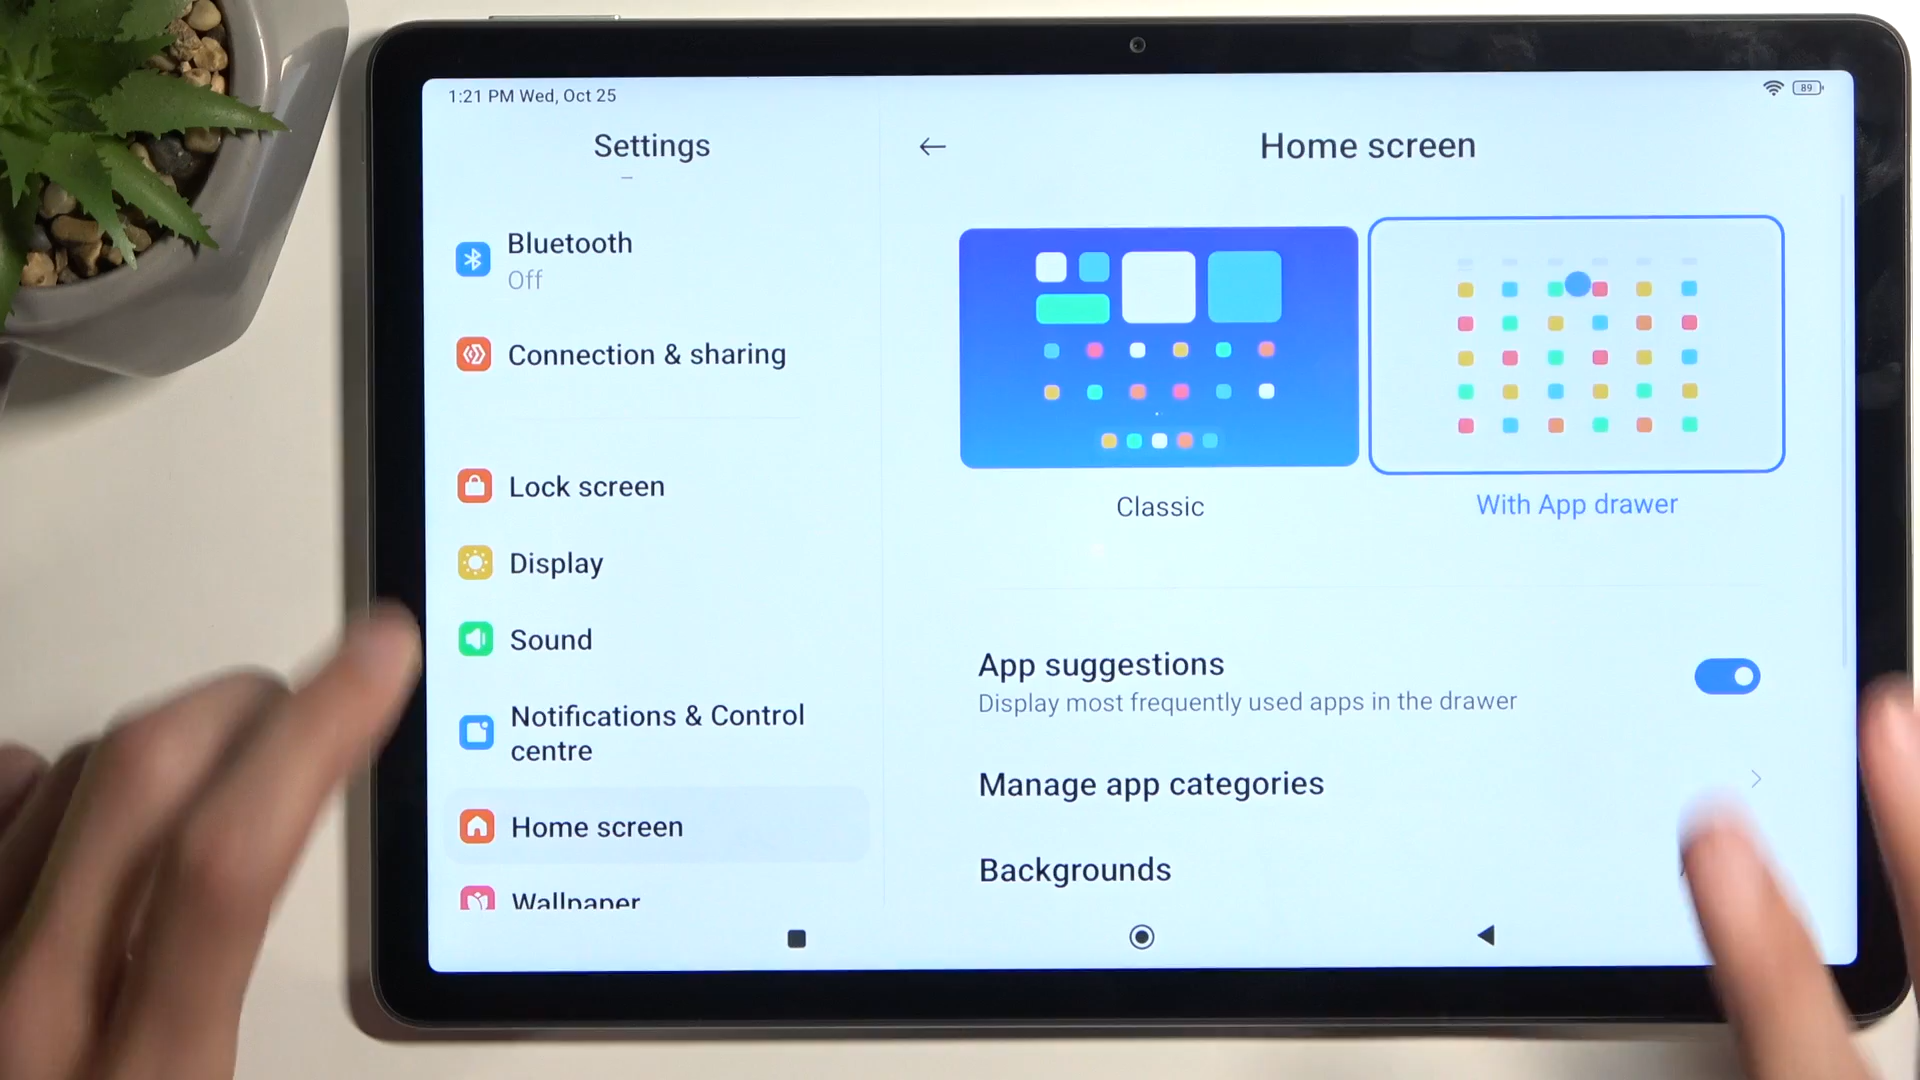 1:21 PM Wed, Oct 25
89
Settings
Bluetooth
Off
Connection & sharing
Lock screen
Display
Sound
Notifications & Control
centre
Home screen
Wallpaper
Home screen
Classic
With App drawer
App suggestions
Display most frequently used apps in the drawer
Manage app categories
Backgrounds